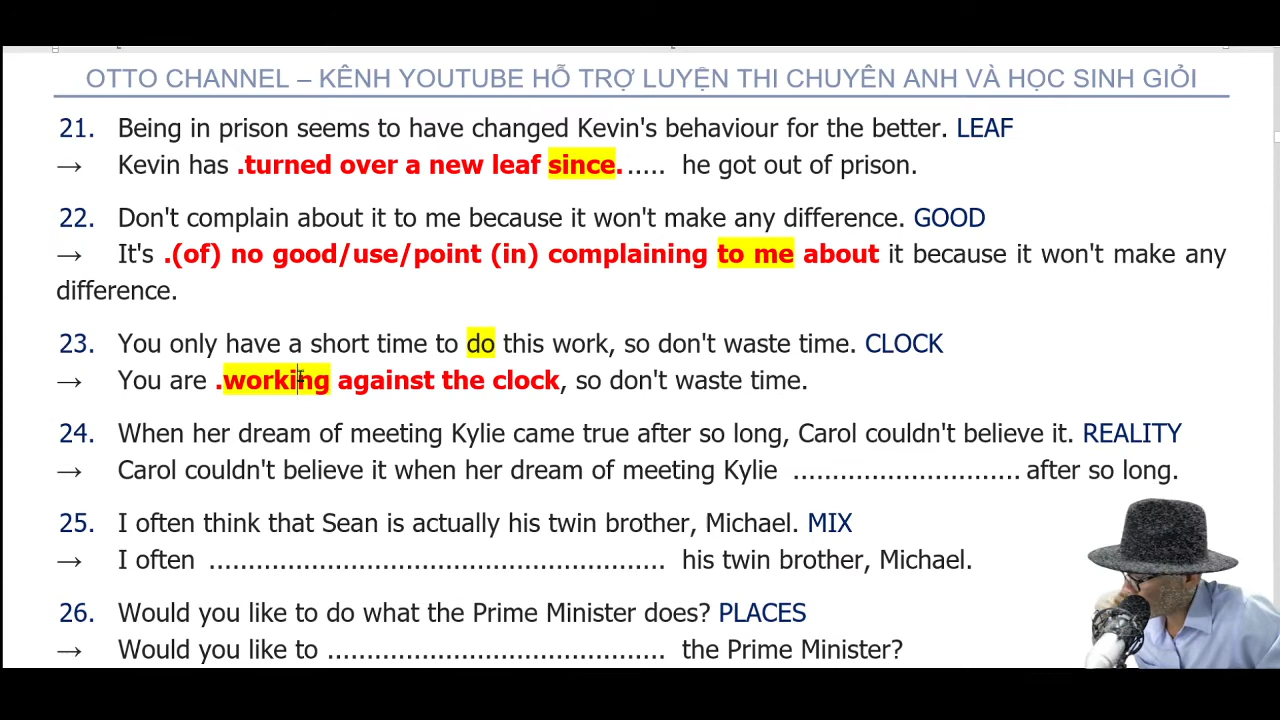 OTTO CHANNEL – KÊNH YOUTUBE HỖ TRỢ LUYỆN THI CHUYÊN ANH VÀ HỌC SINH GIỎI
21. Being in prison seems to have changed Kevin's behaviour for the better. LEAF
→ Kevin has .turned over a new leaf since...... he got out of prison.
22. Don't complain about it to me because it won't make any difference. GOOD
→ It's .(of) no good/use/point (in) complaining to me about it because it won't make any
difference.
23. You only have a short time to do this work, so don't waste time. CLOCK
→ You are .working against the clock, so don't waste time.
24. When her dream of meeting Kylie came true after so long, Carol couldn't believe it. REALITY
→ Carol couldn't believe it when her dream of meeting Kylie ............................. after so long.
25. I often think that Sean is actually his twin brother, Michael. MIX
→ I often .......................................................... his twin brother, Michael.
26. Would you like to do what the Prime Minister does? PLACES
→ Would you like to ........................................... the Prime Minister?